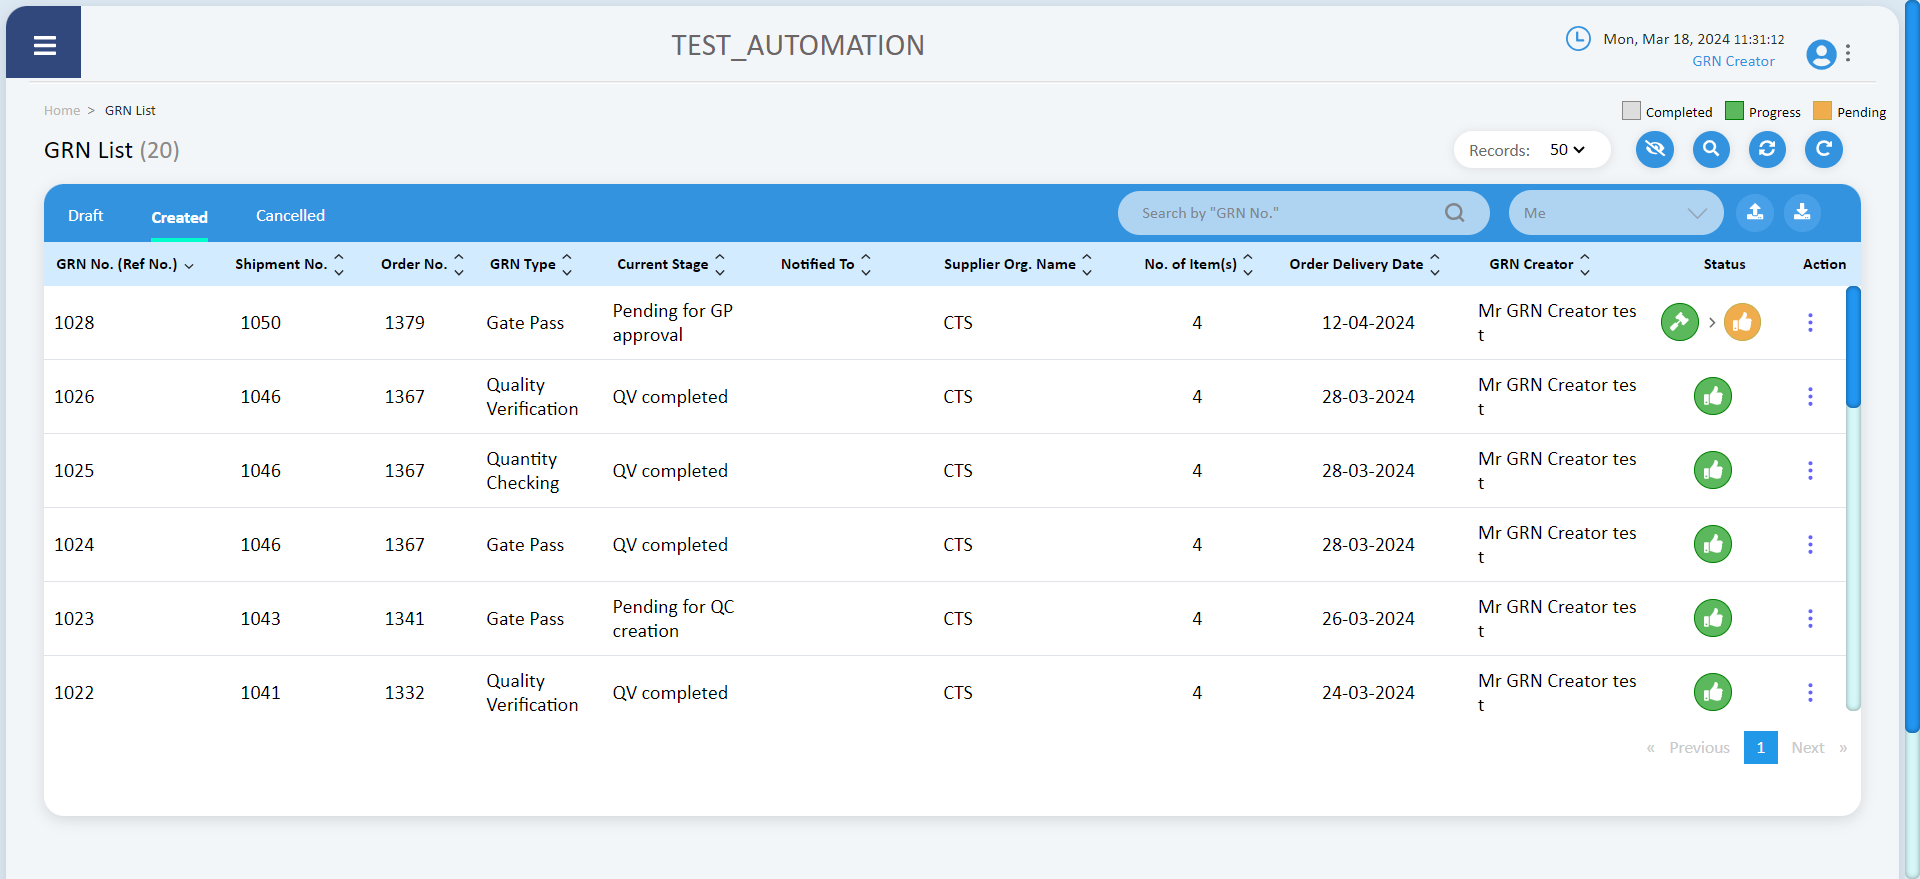 TEST_AUTOMATION
Mon, Mar 18, 2024 11:31:12
GRN Creator
Home > GRN List
Completed Progress Pending
GRN List (20)
Records: 50
Draft Created Cancelled Search by "GRN No." Me
GRN No. (Ref No.) Shipment No. Order No. GRN Type Current Stage Notified To Supplier Org. Name No. of Item(s) Order Delivery Date GRN Creator Status Action
1028 1050 1379 Gate Pass Pending for GP approval CTS 4 12-04-2024 Mr GRN Creator tes t
1026 1046 1367 Quality Verification QV completed CTS 4 28-03-2024 Mr GRN Creator tes t
1025 1046 1367 Quantity Checking QV completed CTS 4 28-03-2024 Mr GRN Creator tes t
1024 1046 1367 Gate Pass QV completed CTS 4 28-03-2024 Mr GRN Creator tes t
1023 1043 1341 Gate Pass Pending for QC creation CTS 4 26-03-2024 Mr GRN Creator tes t
1022 1041 1332 Quality Verification QV completed CTS 4 24-03-2024 Mr GRN Creator tes t
« Previous 1 Next »